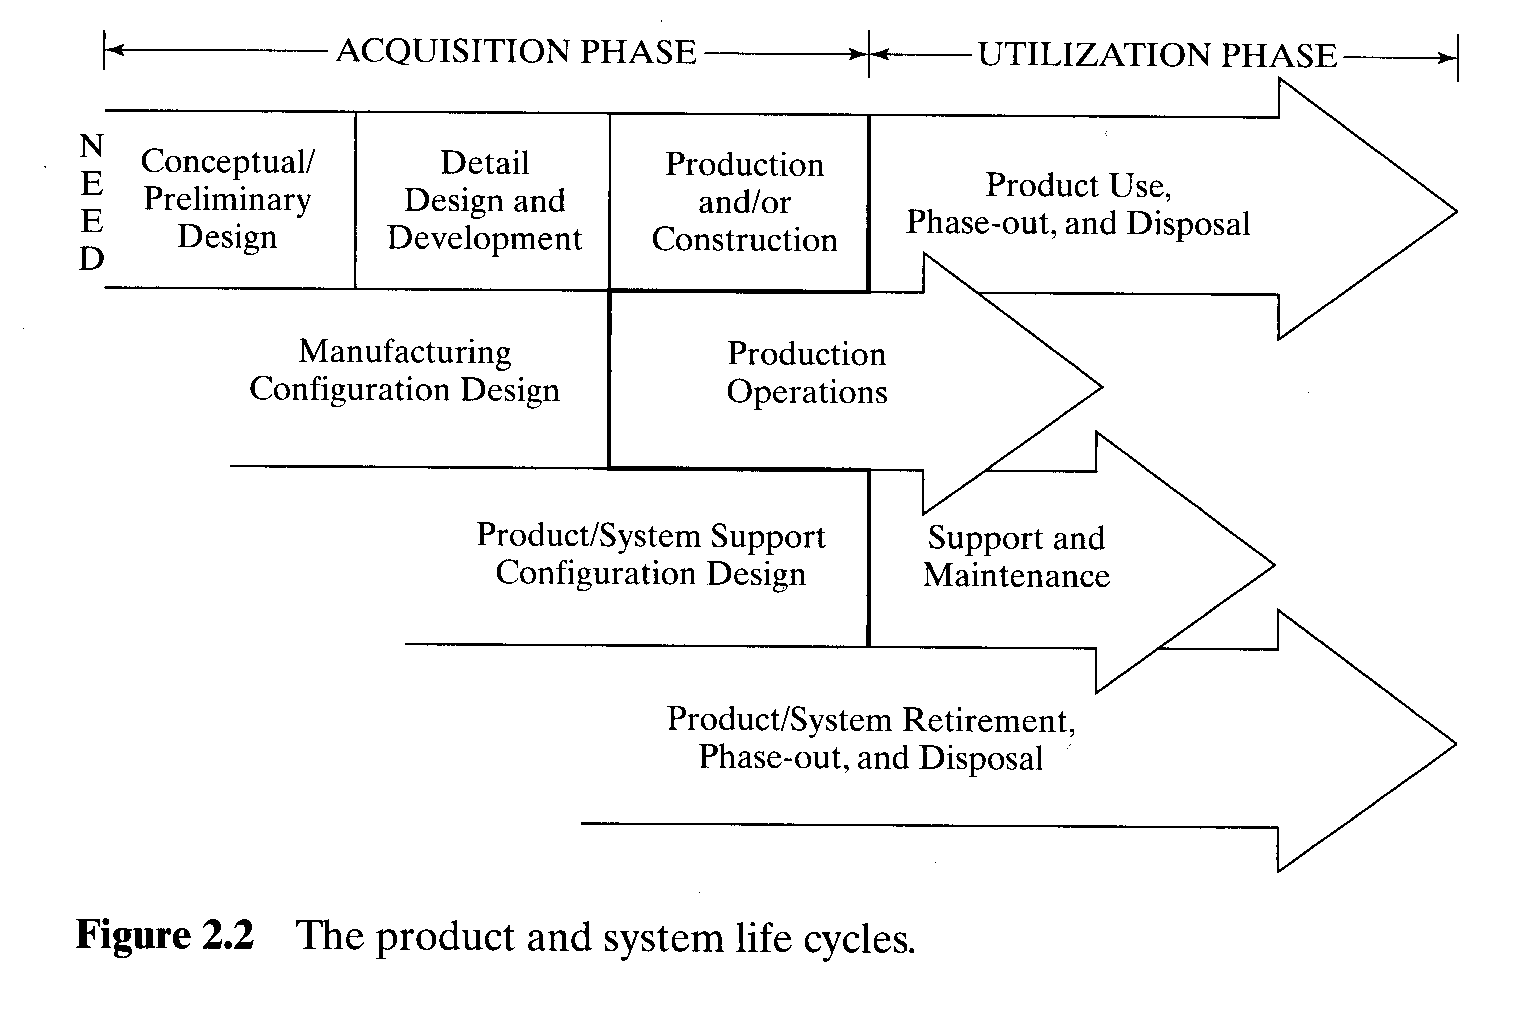 ACQUISITION PHASE
UTILIZATION PHASE
NEED
Conceptual/
Preliminary
Design
Detail
Design and
Development
Production
and/or
Construction
Product Use,
Phase-out, and Disposal
Manufacturing
Configuration Design
Production
Operations
Product/System Support
Configuration Design
Support and
Maintenance
Product/System Retirement,
Phase-out, and Disposal
Figure 2.2 The product and system life cycles.